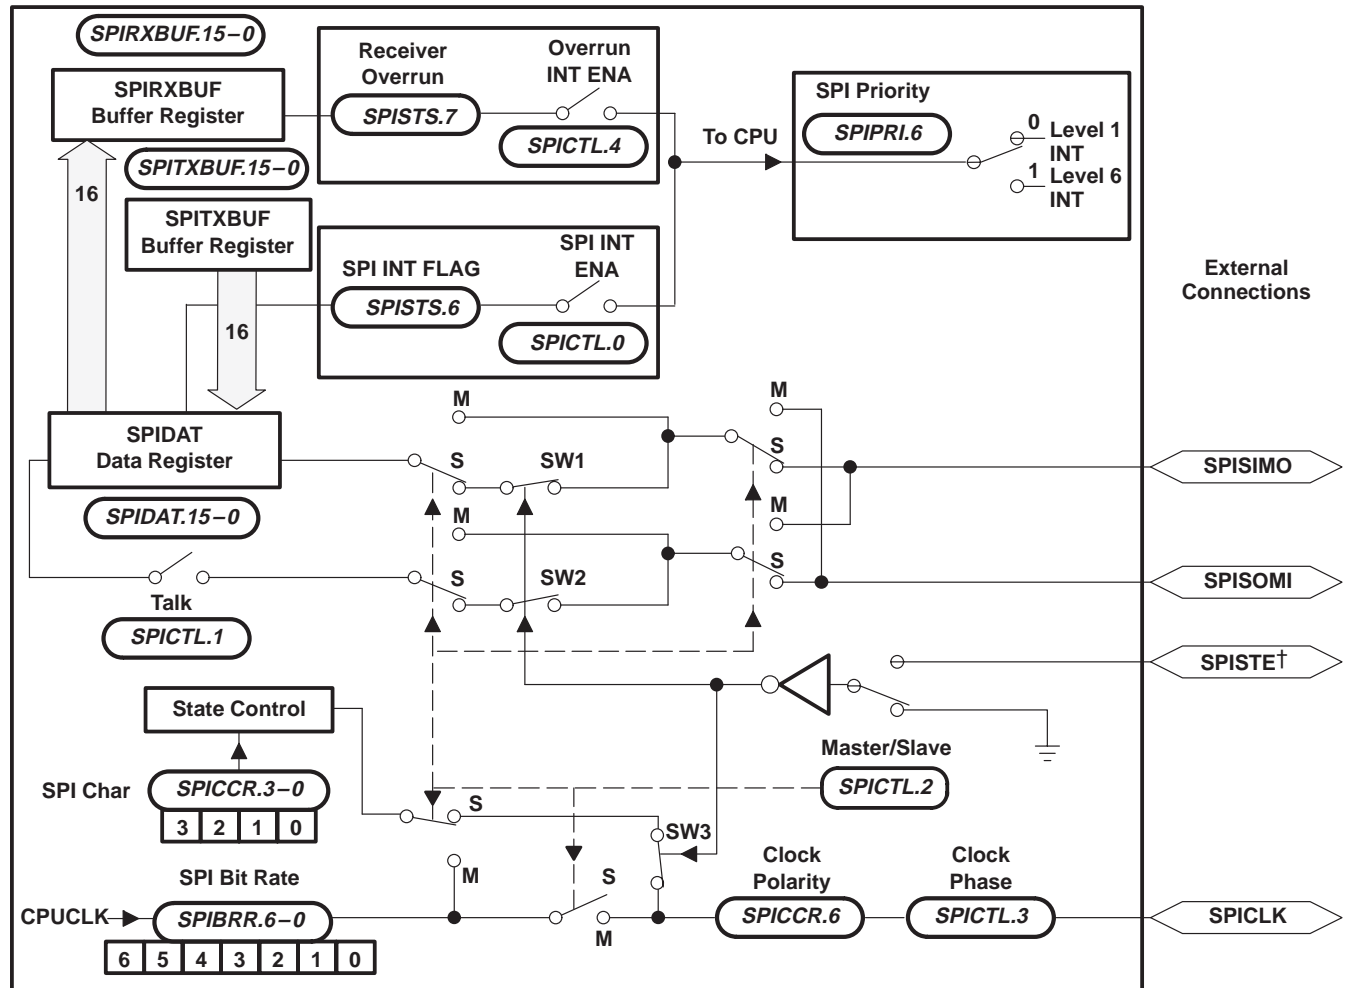 SPIRXBUF.15–0
SPIRXBUF
Buffer Register
Receiver
Overrun
SPISTS.7
Overrun
INT ENA
SPICTL.4
To CPU
SPI Priority
SPIPRI.6
0
Level 1
INT
1
Level 6
INT
16
SPITXBUF.15–0
SPITXBUF
Buffer Register
16
SPI INT FLAG
SPISTS.6
SPI INT
ENA
SPICTL.0
External
Connections
SPIDAT
Data Register
SPIDAT.15–0
M
S
SW1
M
S
SPISIMO
M
S
SW2
M
S
SPISOMI
Talk
SPICTL.1
SPISTE†
State Control
Master/Slave
SPICTL.2
SPI Char
SPICCR.3–0
3 2 1 0
S
SW3
M
SPI Bit Rate
CPUCLK
SPIBRR.6–0
6 5 4 3 2 1 0
S
M
Clock
Polarity
SPICCR.6
Clock
Phase
SPICTL.3
SPICLK